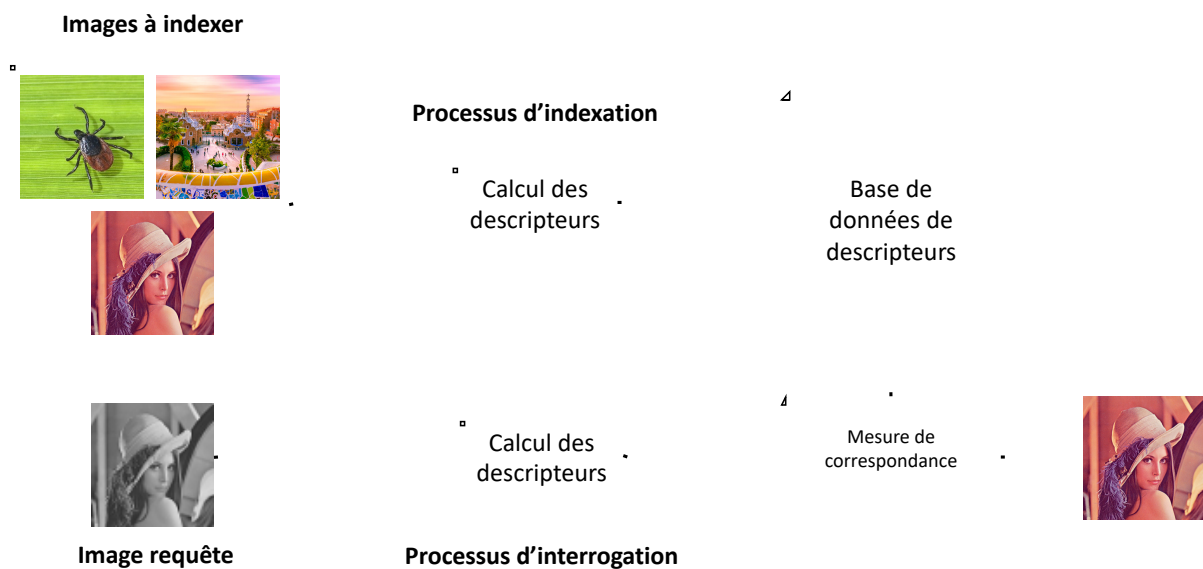 Images à indexer
Processus d’indexation
Calcul des
descripteurs
Base de
données de
descripteurs
Calcul des
descripteurs
Mesure de
correspondance
Image requête
Processus d’interrogation